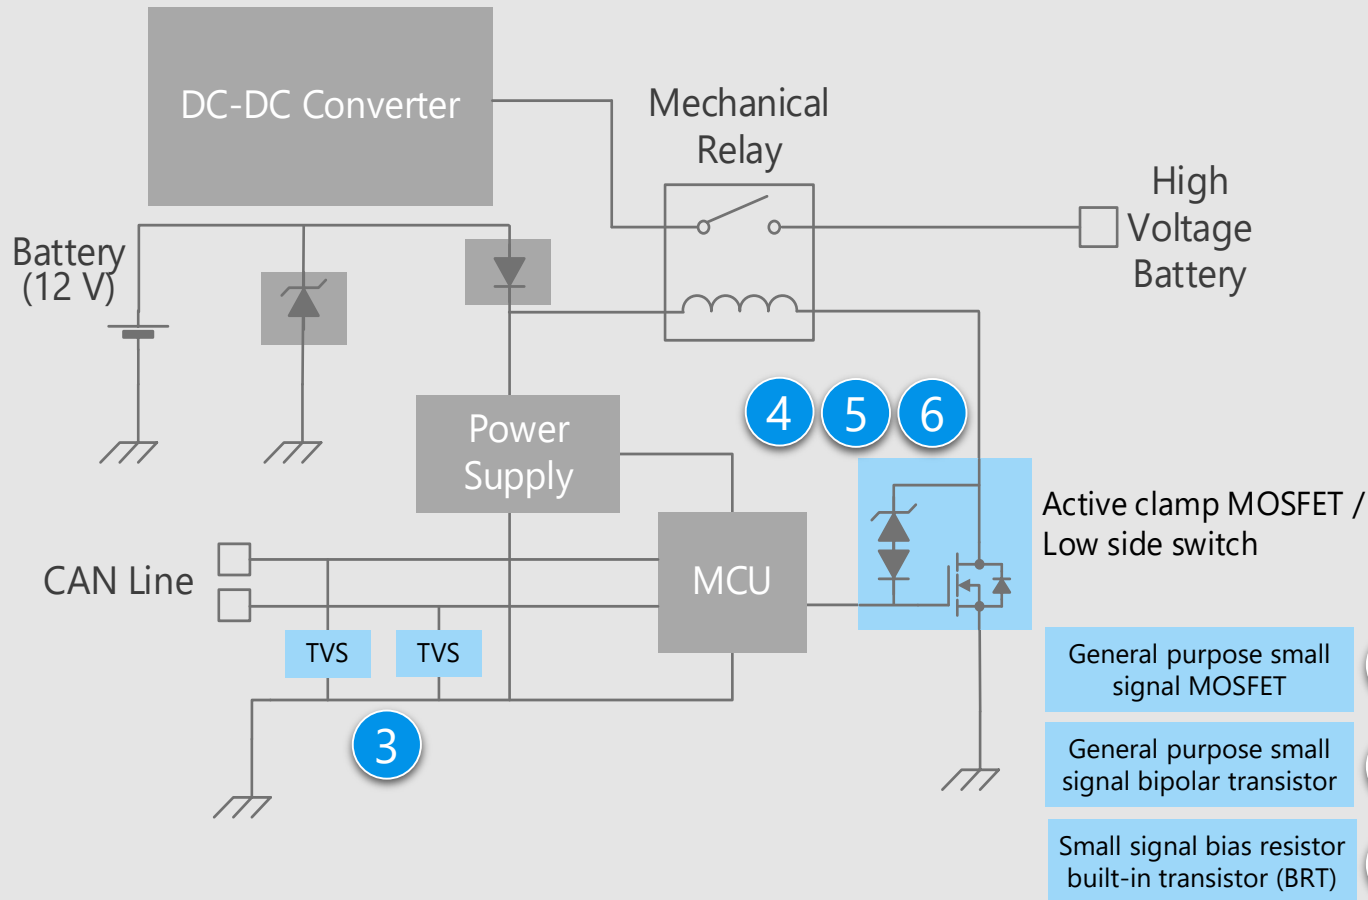 DC-DC Converter
Mechanical
Relay
High
Voltage
Battery
Battery
(12 V)
Power
Supply
4 5 6
Active clamp MOSFET /
Low side switch
CAN Line
MCU
TVS TVS
3
General purpose small
signal MOSFET
General purpose small
signal bipolar transistor
Small signal bias resistor
built-in transistor (BRT)